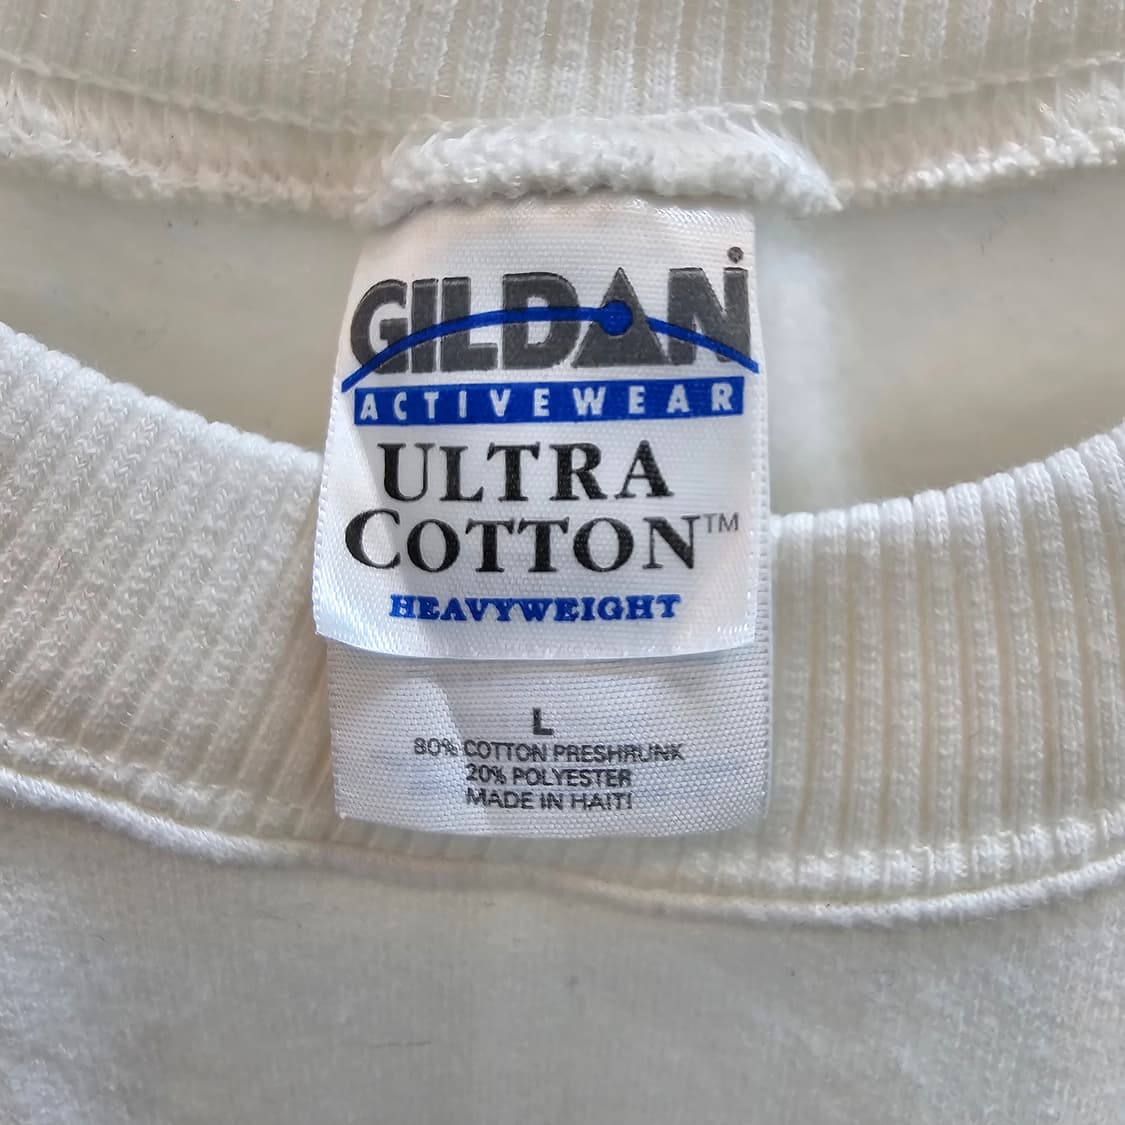 GILDAN
ACTIVEWEAR
ULTRA
COTTON™
HEAVYWEIGHT
L
80% COTTON PRESHRUNK
20% POLYESTER
MADE IN HAITI